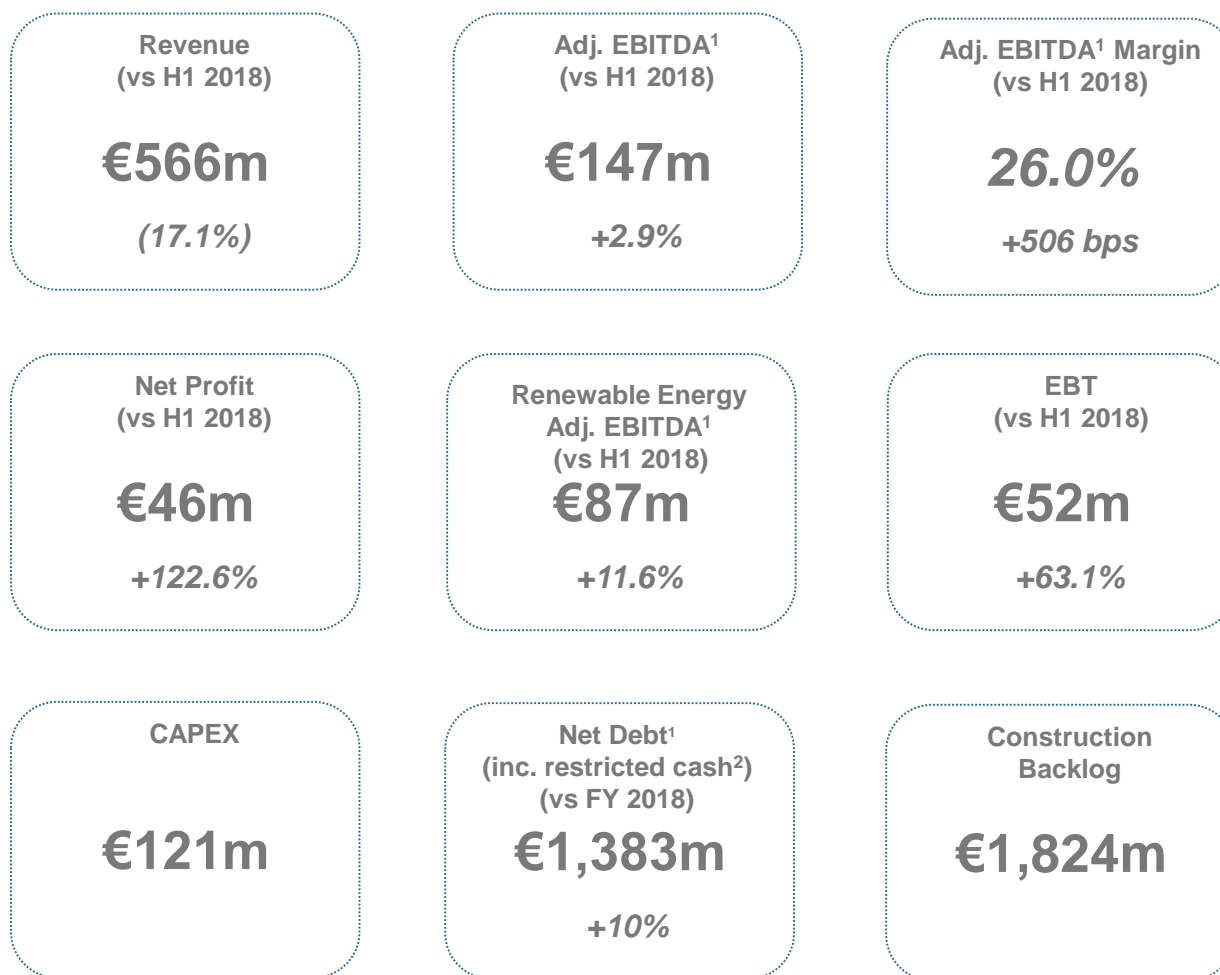 Revenue
(vs H1 2018)
€566m
(17.1%)
Adj. EBITDA¹
(vs H1 2018)
€147m
+2.9%
Adj. EBITDA¹ Margin
(vs H1 2018)
26.0%
+506 bps
Net Profit
(vs H1 2018)
€46m
+122.6%
Renewable Energy
Adj. EBITDA¹
(vs H1 2018)
€87m
+11.6%
EBT
(vs H1 2018)
€52m
+63.1%
CAPEX
€121m
Net Debt¹
(inc. restricted cash²)
(vs FY 2018)
€1,383m
+10%
Construction
Backlog
€1,824m